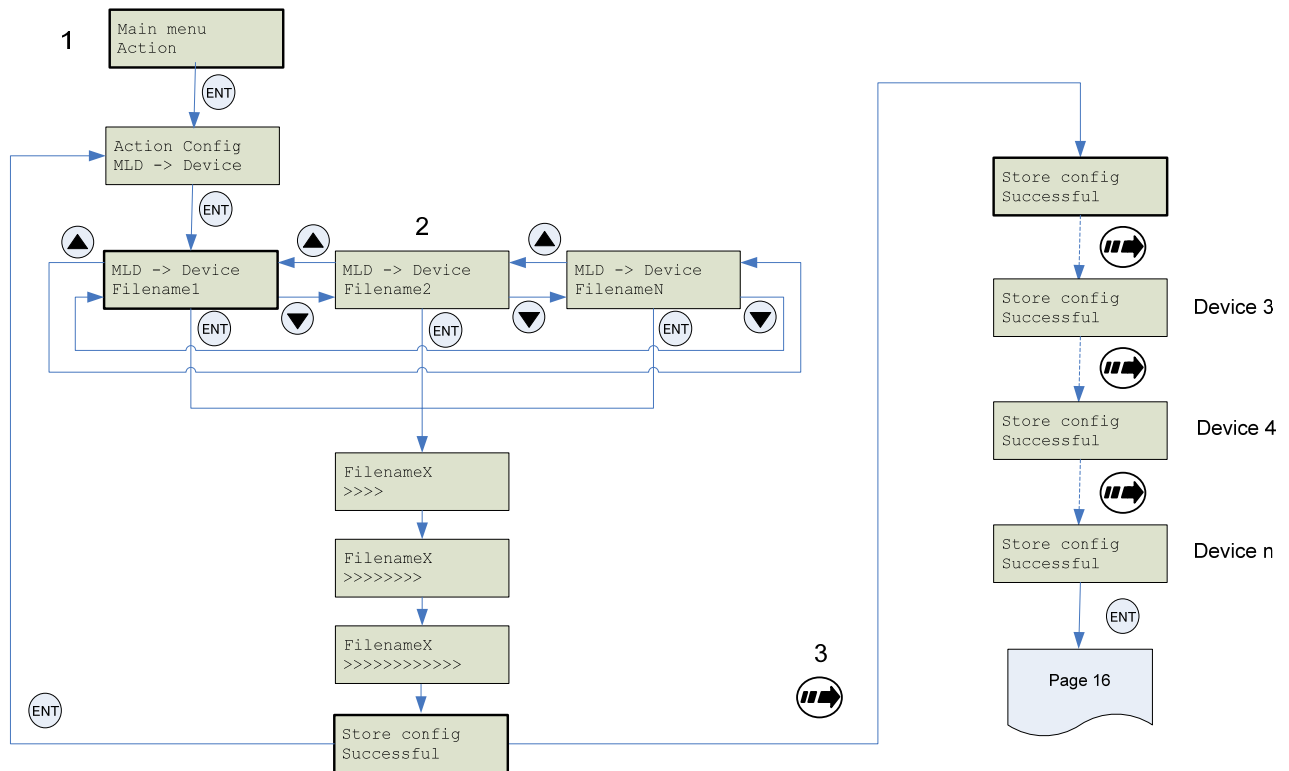 1
Main menu
Action
ENT
Action Config
MLD -> Device
ENT
2
MLD -> Device
Filename1
MLD -> Device
Filename2
MLD -> Device
FilenameN
ENT
ENT
ENT
FilenameX
>>>>
FilenameX
>>>>>>>>
FilenameX
>>>>>>>>>>>>
ENT
Store config
Successful
3
Store config
Successful
Store config
Successful
Device 3
Store config
Successful
Device 4
Store config
Successful
Device n
ENT
Page 16